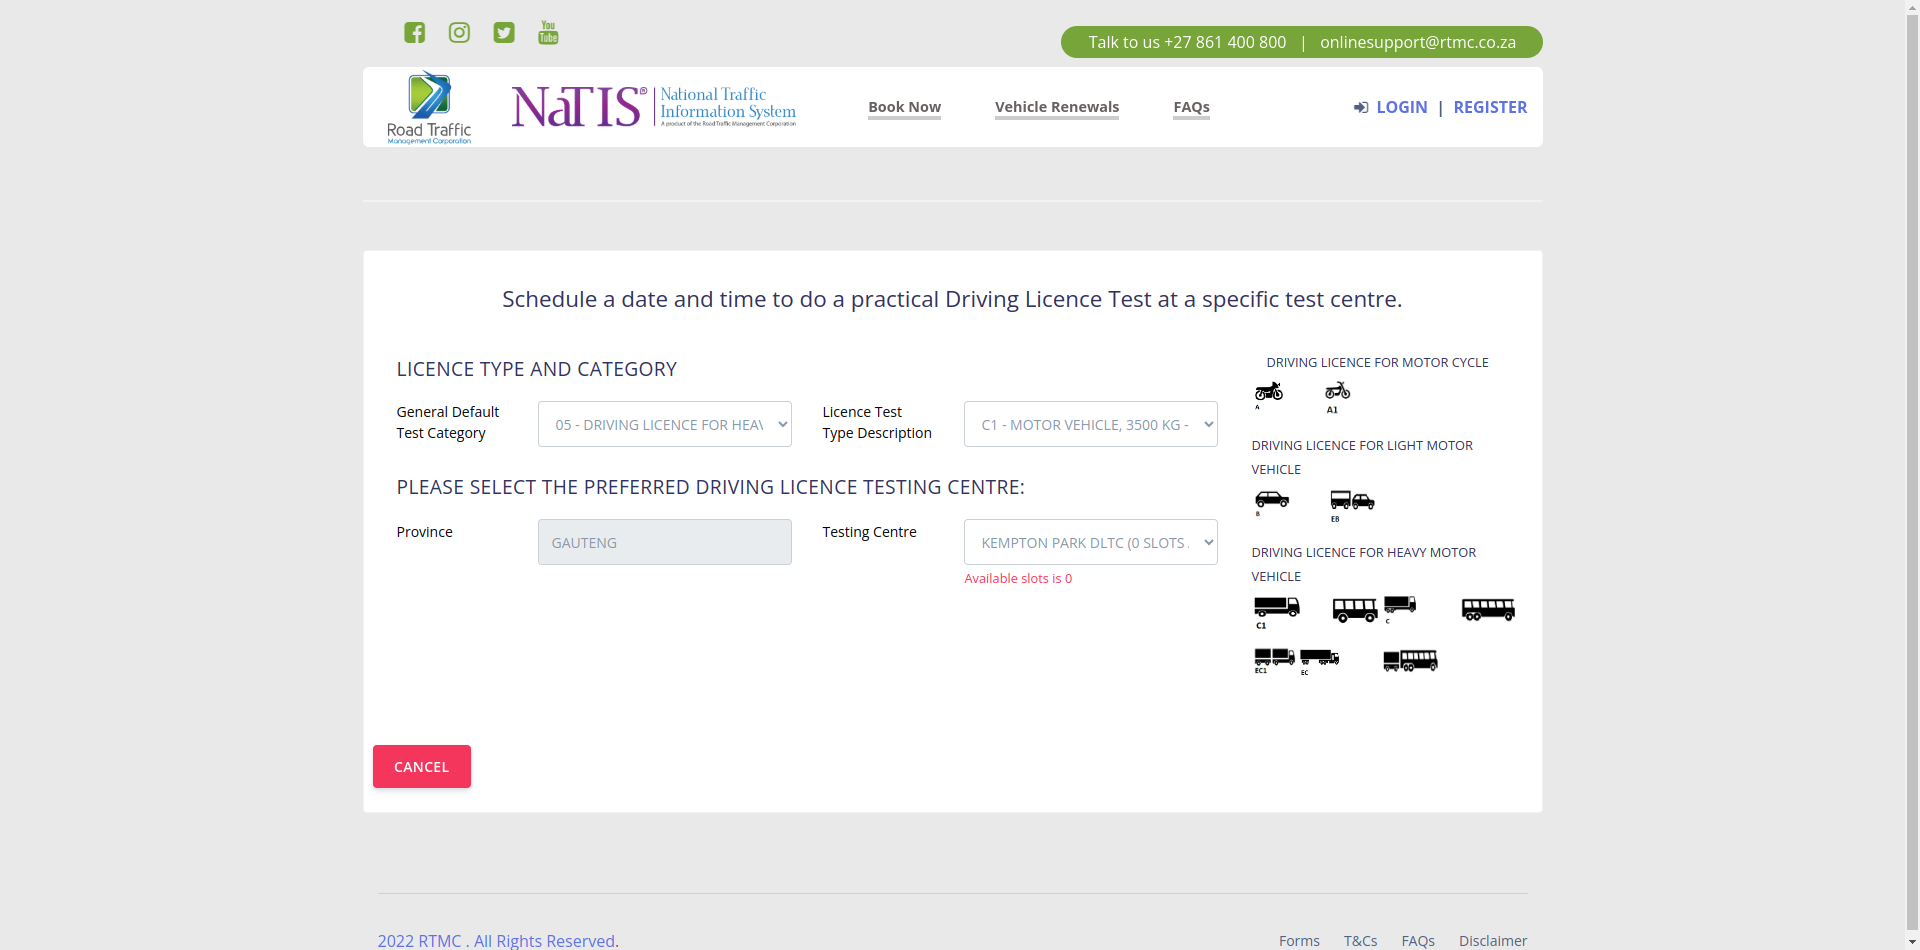 You
Tube
Talk to us +27 861 400 800 | onlinesupport@rtmc.co.za
Road Traffic
Management Corporation
NaTIS®
National Traffic
Information System
A product of the Road Traffic Management Corporation
Book Now
Vehicle Renewals
FAQs
LOGIN | REGISTER
Schedule a date and time to do a practical Driving Licence Test at a specific test centre.
LICENCE TYPE AND CATEGORY
General Default
Test Category
05 - DRIVING LICENCE FOR HEAV
Licence Test
Type Description
C1 - MOTOR VEHICLE, 3500 KG -
PLEASE SELECT THE PREFERRED DRIVING LICENCE TESTING CENTRE:
Province
GAUTENG
Testing Centre
KEMPTON PARK DLTC (0 SLOTS
Available slots is 0
DRIVING LICENCE FOR MOTOR CYCLE
A
A1
DRIVING LICENCE FOR LIGHT MOTOR
VEHICLE
B
EB
DRIVING LICENCE FOR HEAVY MOTOR
VEHICLE
C1
C
EC1
EC
CANCEL
2022 RTMC . All Rights Reserved.
Forms
T&Cs
FAQs
Disclaimer